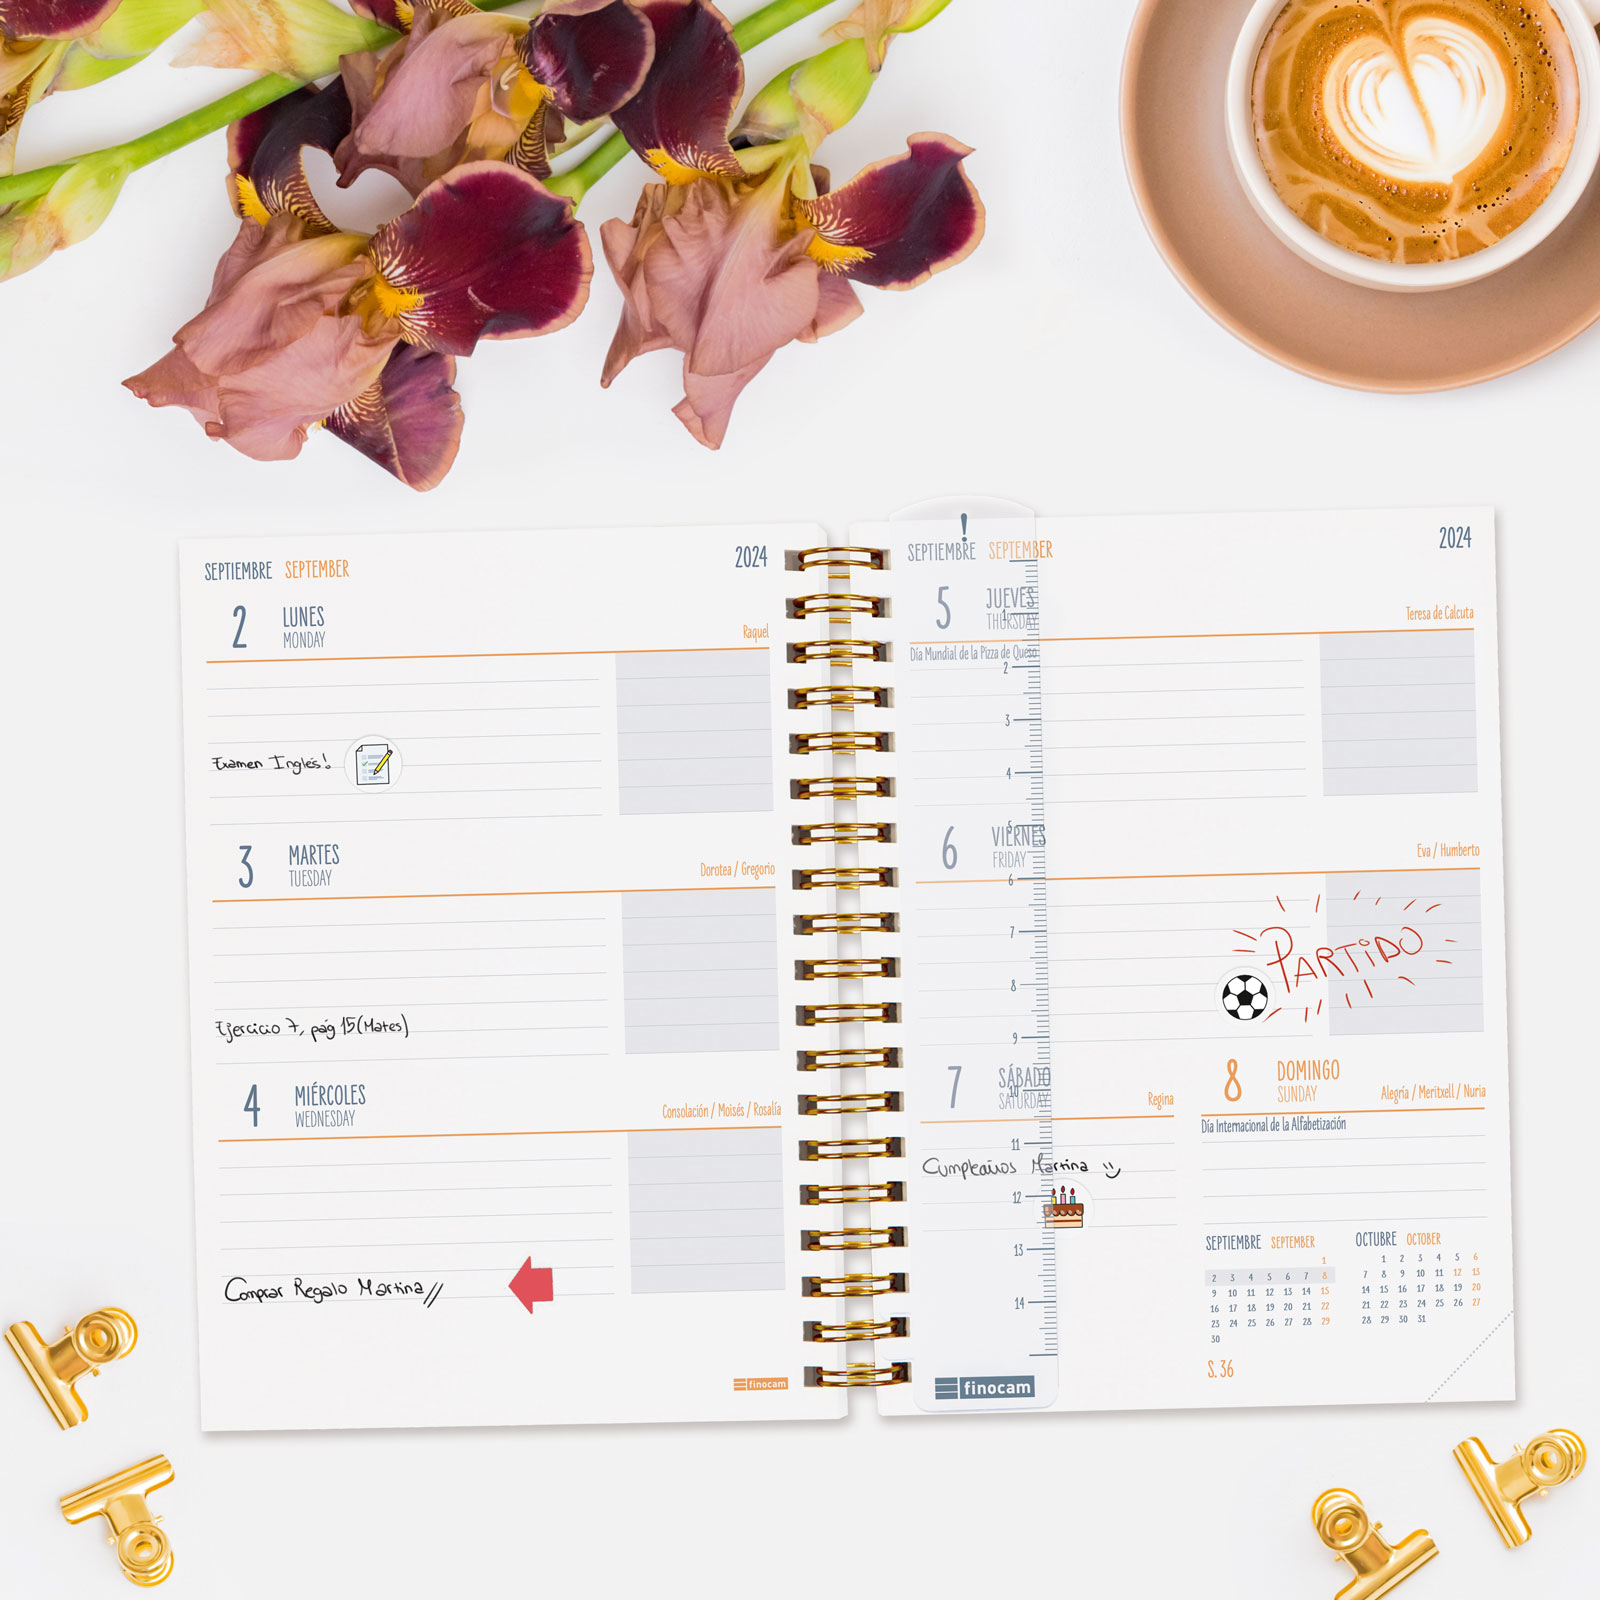 SEPTIEMBRE SEPTEMBER 2024
2 LUNES
MONDAY
Raquel
Examen Inglés!
3 MARTES
TUESDAY
Dorotea / Gregorio
Ejercicio 7, pág 15 (Mates)
4 MIÉRCOLES
WEDNESDAY
Consolación / Moisés / Rosalía
Comprar Regalo Martina //
finocam
!
SEPTIEMBRE SEPTEMBER 2024
5 JUEVES
THURSDAY
Teresa de Calcuta
Día Mundial de la Pizza de Queso
6 VIERNES
FRIDAY
Eva / Humberto
PARTIDO
7 SÁBADO
SATURDAY
Regina
Cumpleaños Martina
8 DOMINGO
SUNDAY
Alegría / Meritxell / Nuria
Día Internacional de la Alfabetización
1
2
3
4
5
6
7
8
9
10
11
12
13
14
finocam
SEPTIEMBRE SEPTEMBER
1
2 3 4 5 6 7 8
9 10 11 12 13 14 15
16 17 18 19 20 21 22
23 24 25 26 27 28 29
30
OCTUBRE OCTOBER
1 2 3 4 5 6
7 8 9 10 11 12 13
14 15 16 17 18 19 20
21 22 23 24 25 26 27
28 29 30 31
S. 36